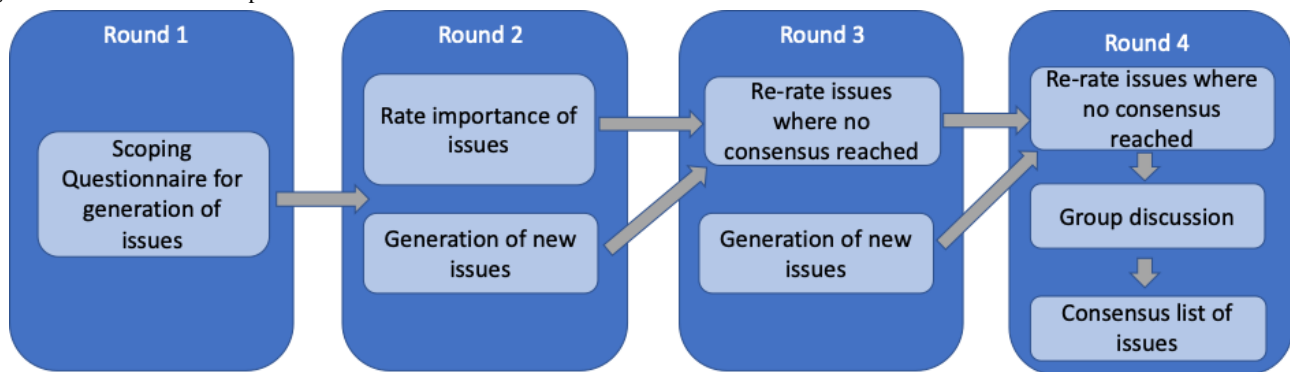 Round 1
Scoping
Questionnaire for
generation of
issues
Round 2
Rate importance of
issues
Generation of new
issues
Round 3
Re-rate issues
where no
consensus reached
Generation of new
issues
Round 4
Re-rate issues where
no consensus
reached
Group discussion
Consensus list of
issues